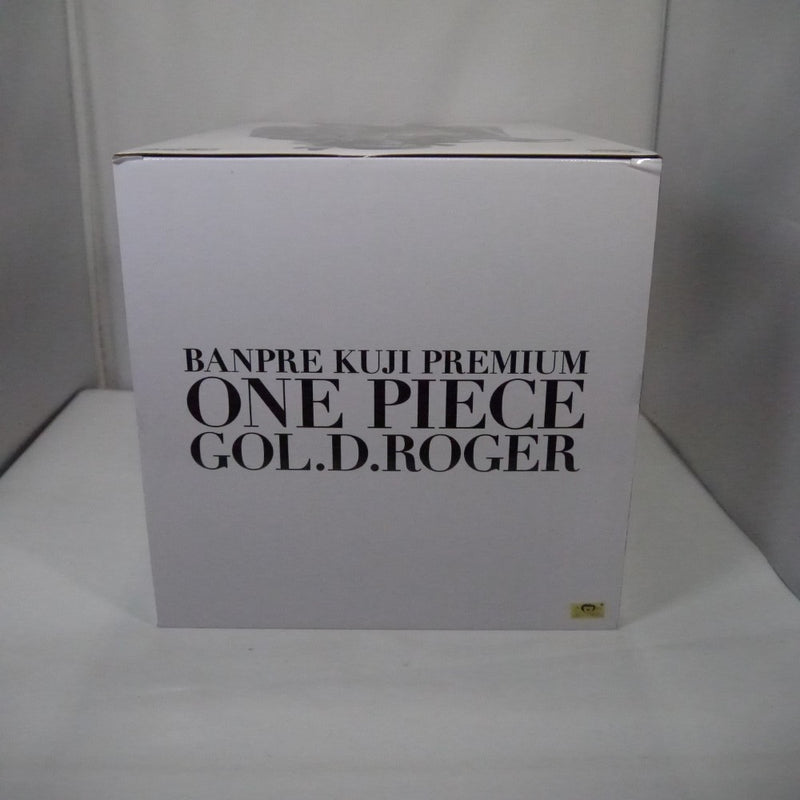 BANPRE KUJI PREMIUM
ONE PIECE
GOL.D.ROGER